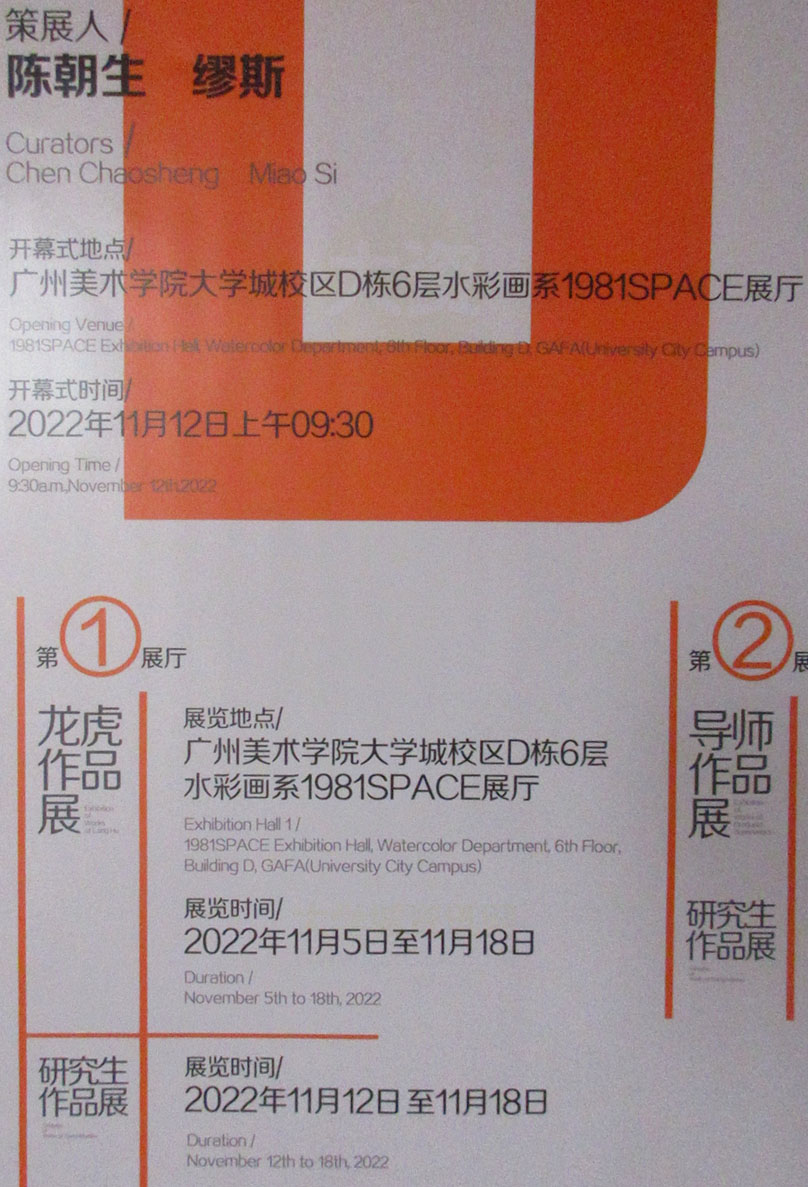 策展人 /
陈朝生 缪斯
Curators /
Chen Chaosheng Miao Si
开幕式地点/
广州美术学院大学城校区D栋6层水彩画系1981SPACE展厅
Opening Venue /
1981SPACE Exhibition Hall, Watercolor Department, 6th Floor, Building D, GAFA(University City Campus)
开幕式时间/
2022年11月12日上午09:30
Opening Time /
9:30a.m.,November 12th,2022
第1展厅
龙虎
作品
展
Exhibition
of
Works
of Long Hu
展览地点/
广州美术学院大学城校区D栋6层
水彩画系1981SPACE展厅
Exhibition Hall 1 /
1981SPACE Exhibition Hall, Watercolor Department, 6th Floor,
Building D, GAFA(University City Campus)
展览时间/
2022年11月5日至11月18日
Duration /
November 5th to 18th, 2022
研究生
作品展
展览时间/
2022年11月12日至11月18日
Duration /
November 12th to 18th, 2022
第2展
导师
作品
展
研究生
作品展